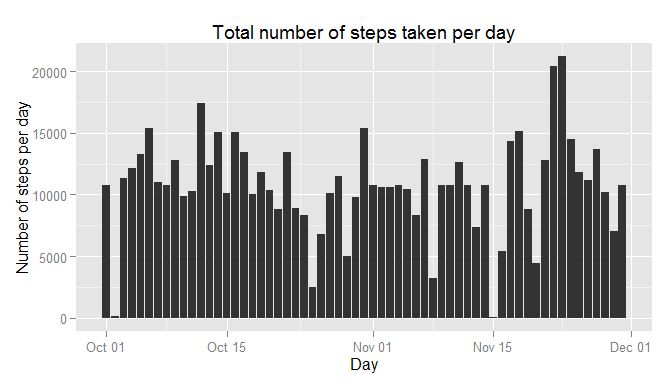 Total number of steps taken per day
Number of steps per day
20000
15000
10000
5000
0
Oct 01 Oct 15 Nov 01 Nov 15 Dec 01
Day